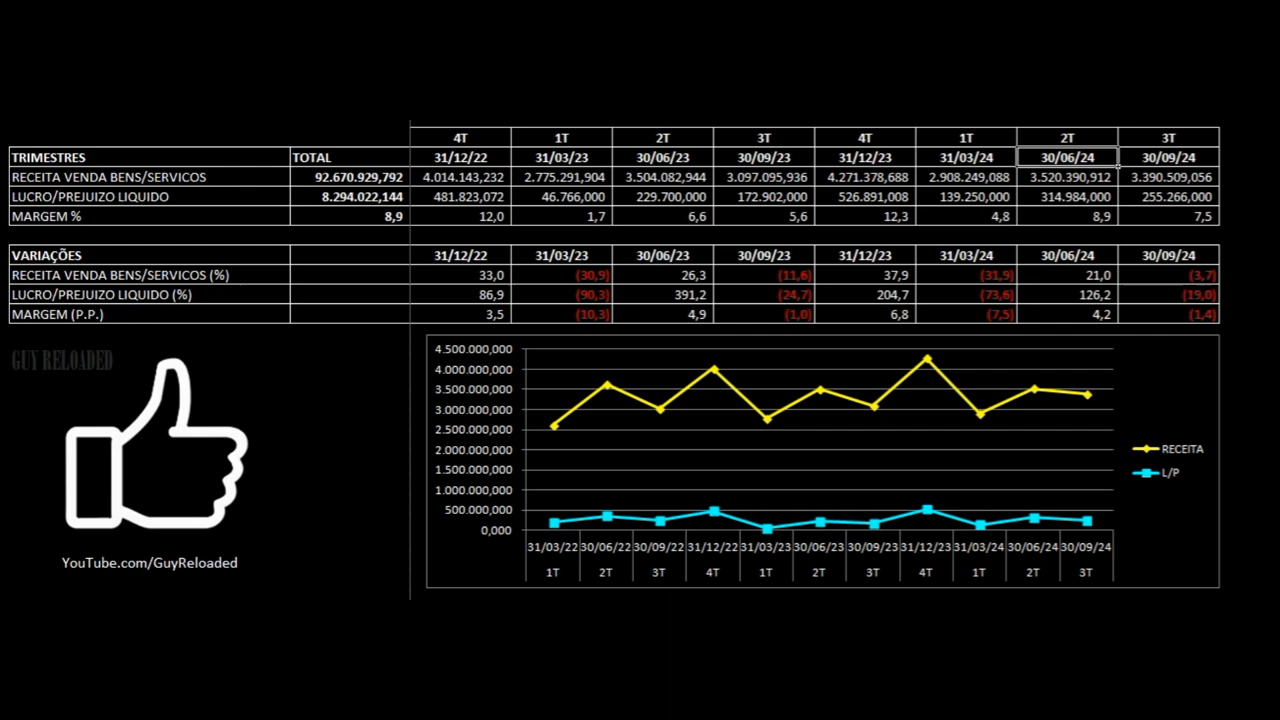 4T 1T 2T 3T 4T 1T 2T 3T
TRIMESTRES TOTAL 31/12/22 31/03/23 30/06/23 30/09/23 31/12/23 31/03/24 30/06/24 30/09/24
RECEITA VENDA BENS/SERVICOS 92.670.929,792 4.014.143,232 2.775.291,904 3.504.082,944 3.097.095,936 4.271.378,688 2.908.249,088 3.520.390,912 3.390.509,056
LUCRO/PREJUIZO LIQUIDO 8.294.022,144 481.823,072 46.766,000 229.700,000 172.902,000 526.891,008 139.250,000 314.984,000 255.266,000
MARGEM % 8,9 12,0 1,7 6,6 5,6 12,3 4,8 8,9 7,5
VARIAÇÕES 31/12/22 31/03/23 30/06/23 30/09/23 31/12/23 31/03/24 30/06/24 30/09/24
RECEITA VENDA BENS/SERVICOS (%) 33,0 (30,9) 26,3 (11,6) 37,9 (31,9) 21,0 (3,7)
LUCRO/PREJUIZO LIQUIDO (%) 86,9 (90,3) 391,2 (24,7) 204,7 (73,6) 126,2 (19,0)
MARGEM (P.P.) 3,5 (10,3) 4,9 (1,0) 6,8 (7,5) 4,2 (1,4)
GUY RELOADED
YouTube.com/GuyReloaded
4.500.000,000
4.000.000,000
3.500.000,000
3.000.000,000
2.500.000,000
2.000.000,000
1.500.000,000
1.000.000,000
500.000,000
0,000
31/03/22 30/06/22 30/09/22 31/12/22 31/03/23 30/06/23 30/09/23 31/12/23 31/03/24 30/06/24 30/09/24
1T 2T 3T 4T 1T 2T 3T 4T 1T 2T 3T
RECEITA
L/P